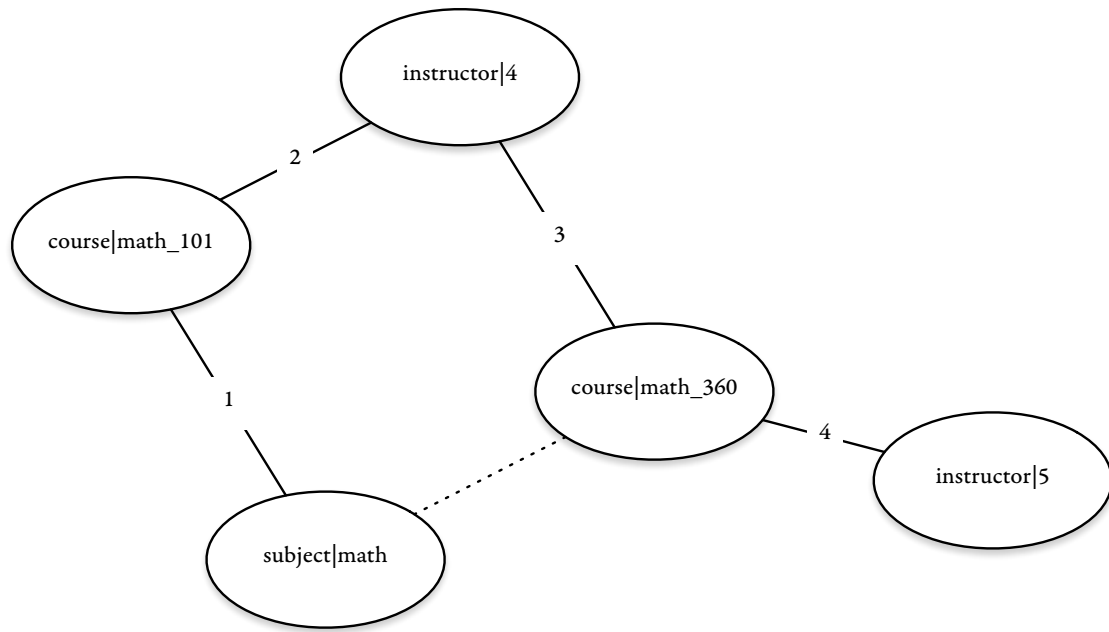 instructor|4
2
course|math_101
3
course|math_360
1
4
instructor|5
subject|math